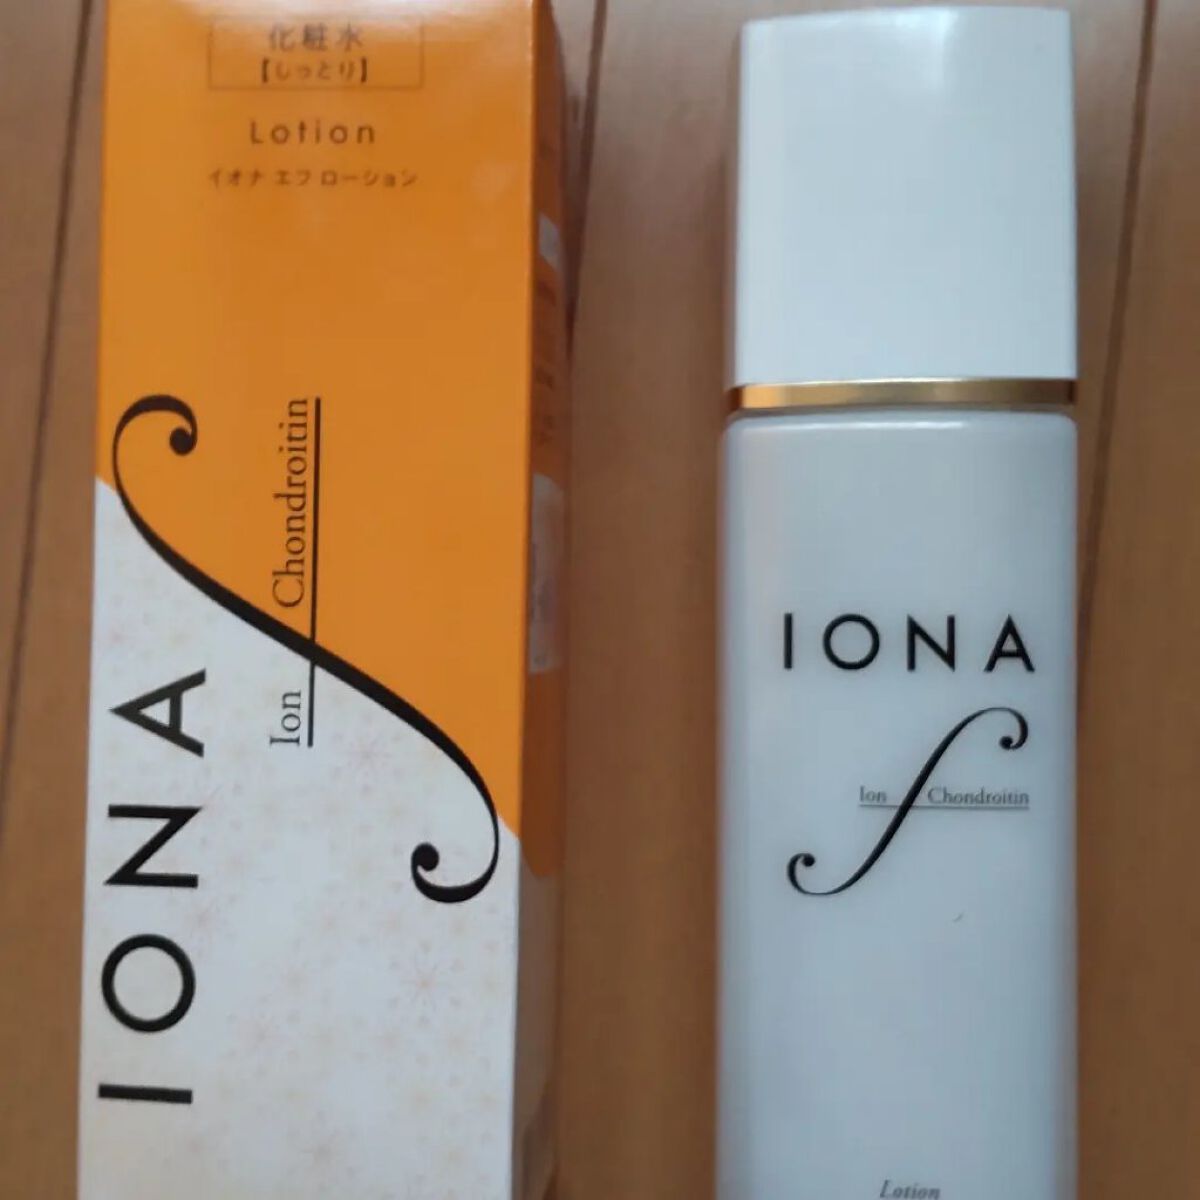 化粧水
【しっとり】
Lotion
イオナ エフ ローション
Ion Chondroitin
IONA
IONA
Ion Chondroitin
Lotion